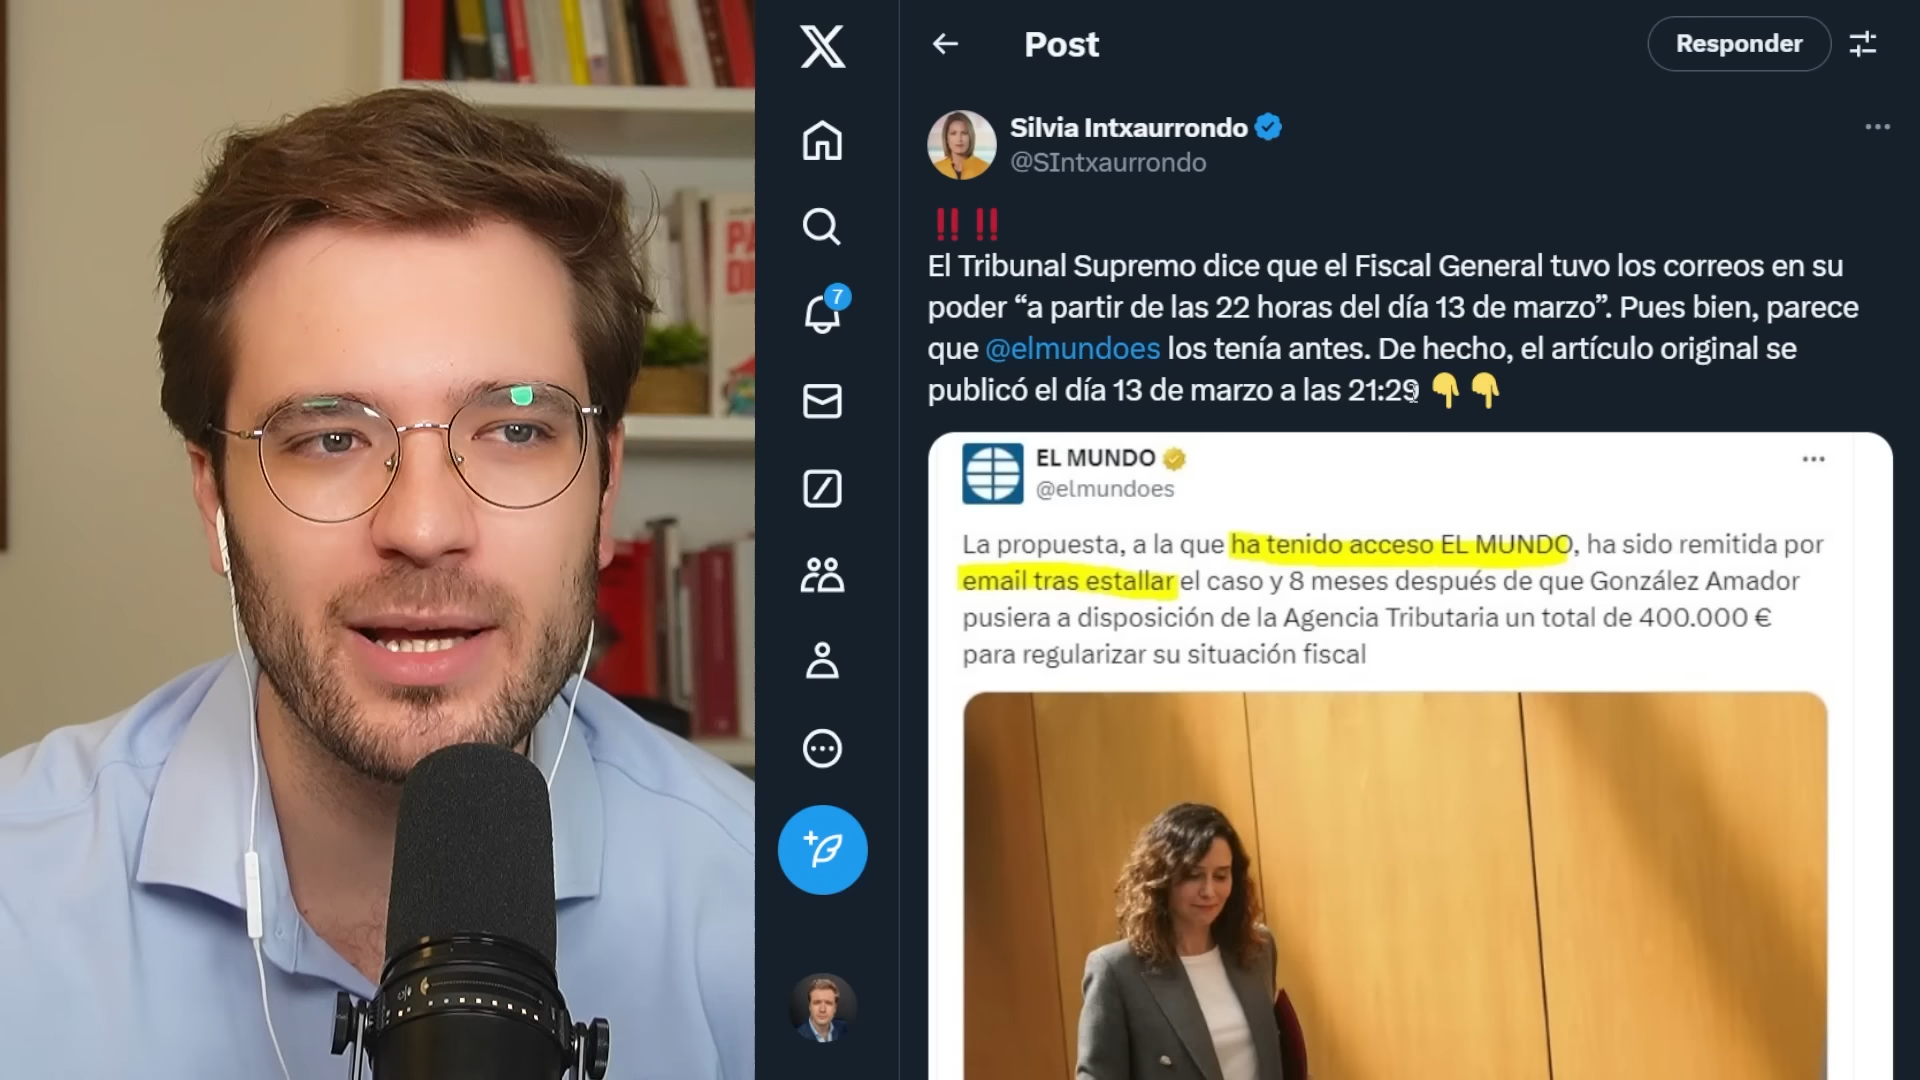 Post
Responder
Silvia Intxaurrondo
@SIntxaurrondo
‼️ ‼️
El Tribunal Supremo dice que el Fiscal General tuvo los correos en su
poder “a partir de las 22 horas del día 13 de marzo”. Pues bien, parece
que @elmundoes los tenía antes. De hecho, el artículo original se
publicó el día 13 de marzo a las 21:29 👇 👇
7
EL MUNDO
@elmundoes
La propuesta, a la que ha tenido acceso EL MUNDO, ha sido remitida por
email tras estallar el caso y 8 meses después de que González Amador
pusiera a disposición de la Agencia Tributaria un total de 400.000 €
para regularizar su situación fiscal